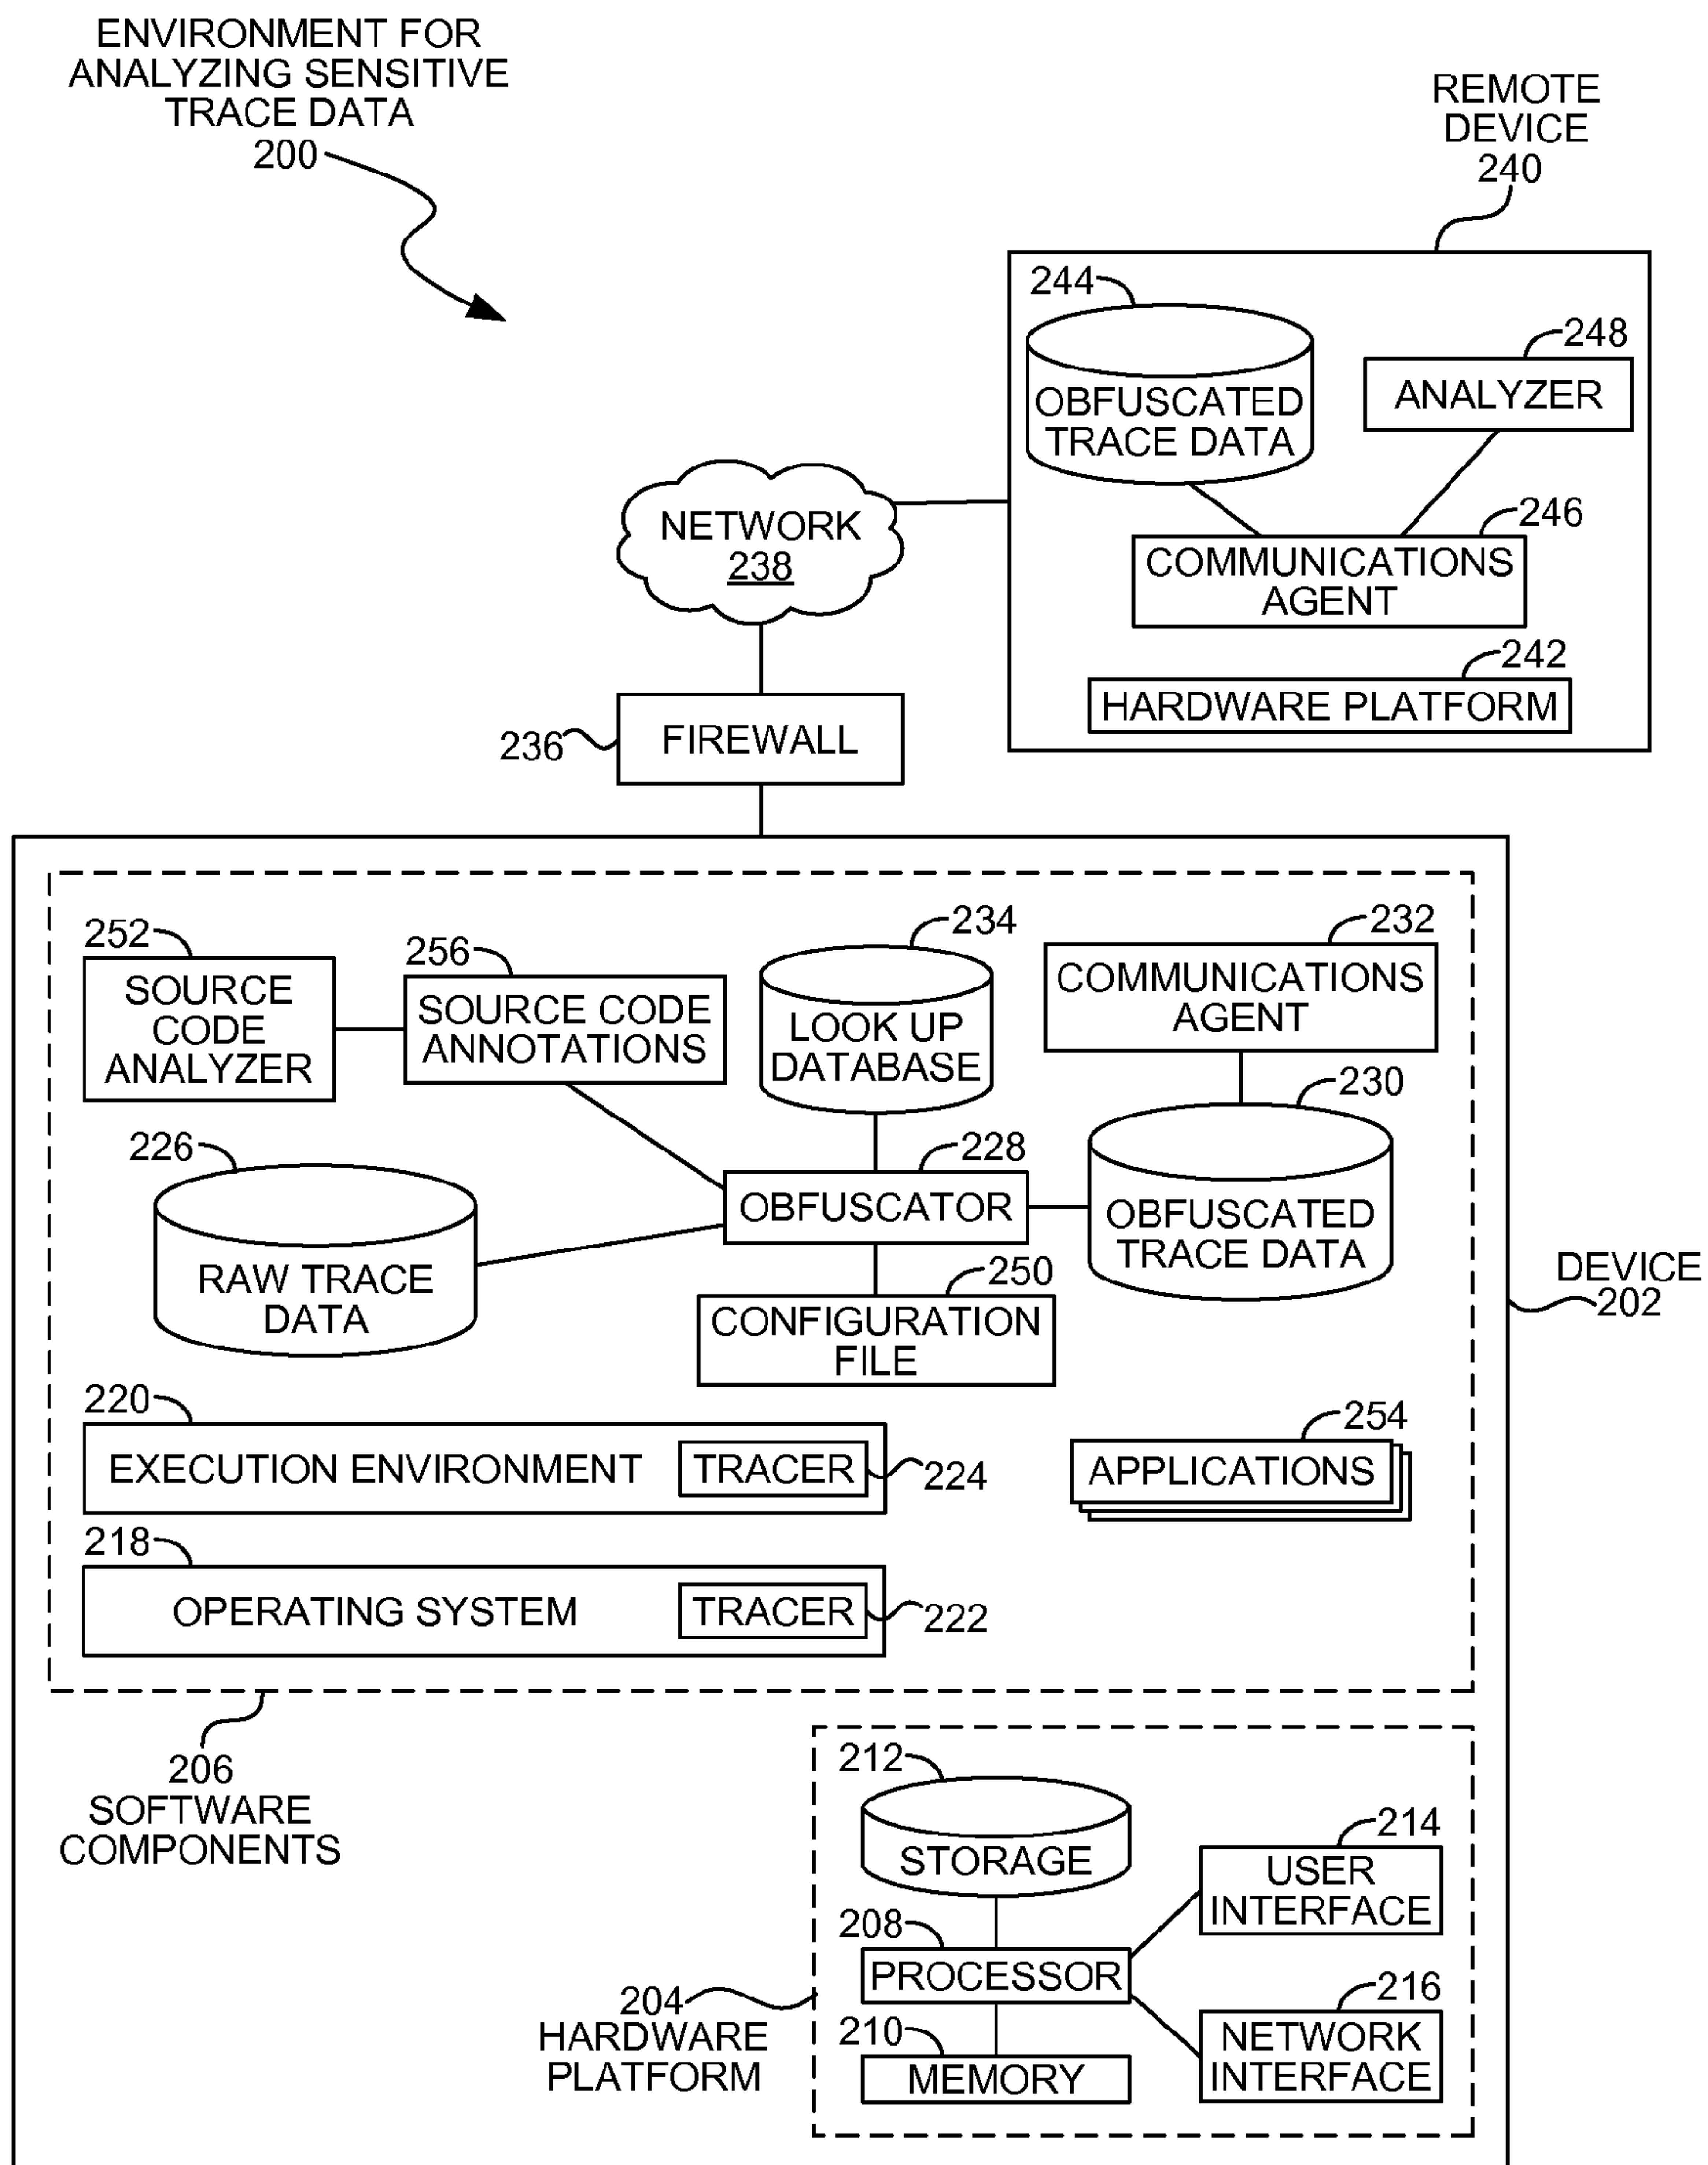 ENVIRONMENT FOR
ANALYZING SENSITIVE
TRACE DATA
200
REMOTE
DEVICE
240
244
OBFUSCATED
TRACE DATA
248
ANALYZER
246
COMMUNICATIONS
AGENT
242
HARDWARE PLATFORM
NETWORK
238
236
FIREWALL
252
SOURCE
CODE
ANALYZER
256
SOURCE CODE
ANNOTATIONS
234
LOOK UP
DATABASE
232
COMMUNICATIONS
AGENT
230
OBFUSCATED
TRACE DATA
226
RAW TRACE
DATA
228
OBFUSCATOR
250
CONFIGURATION
FILE
DEVICE
202
220
EXECUTION ENVIRONMENT
TRACER
224
254
APPLICATIONS
218
OPERATING SYSTEM
TRACER
222
206
SOFTWARE
COMPONENTS
212
STORAGE
214
USER
INTERFACE
208
PROCESSOR
204
HARDWARE
PLATFORM
210
MEMORY
216
NETWORK
INTERFACE